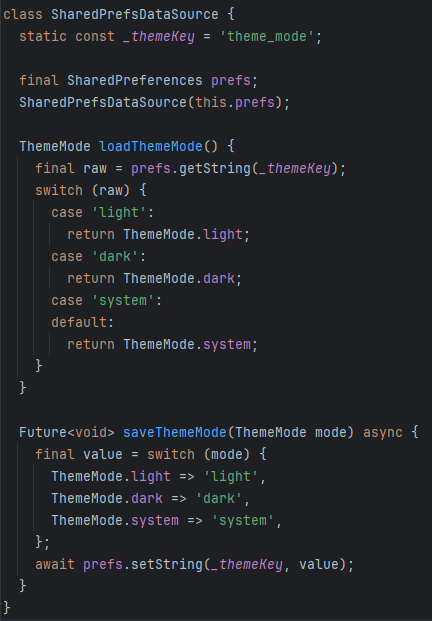 class SharedPrefsDataSource {
  static const _themeKey = 'theme_mode';

  final SharedPreferences prefs;
  SharedPrefsDataSource(this.prefs);

  ThemeMode loadThemeMode() {
    final raw = prefs.getString(_themeKey);
    switch (raw) {
      case 'light':
        return ThemeMode.light;
      case 'dark':
        return ThemeMode.dark;
      case 'system':
      default:
        return ThemeMode.system;
    }
  }

  Future<void> saveThemeMode(ThemeMode mode) async {
    final value = switch (mode) {
      ThemeMode.light => 'light',
      ThemeMode.dark => 'dark',
      ThemeMode.system => 'system',
    };
    await prefs.setString(_themeKey, value);
  }
}